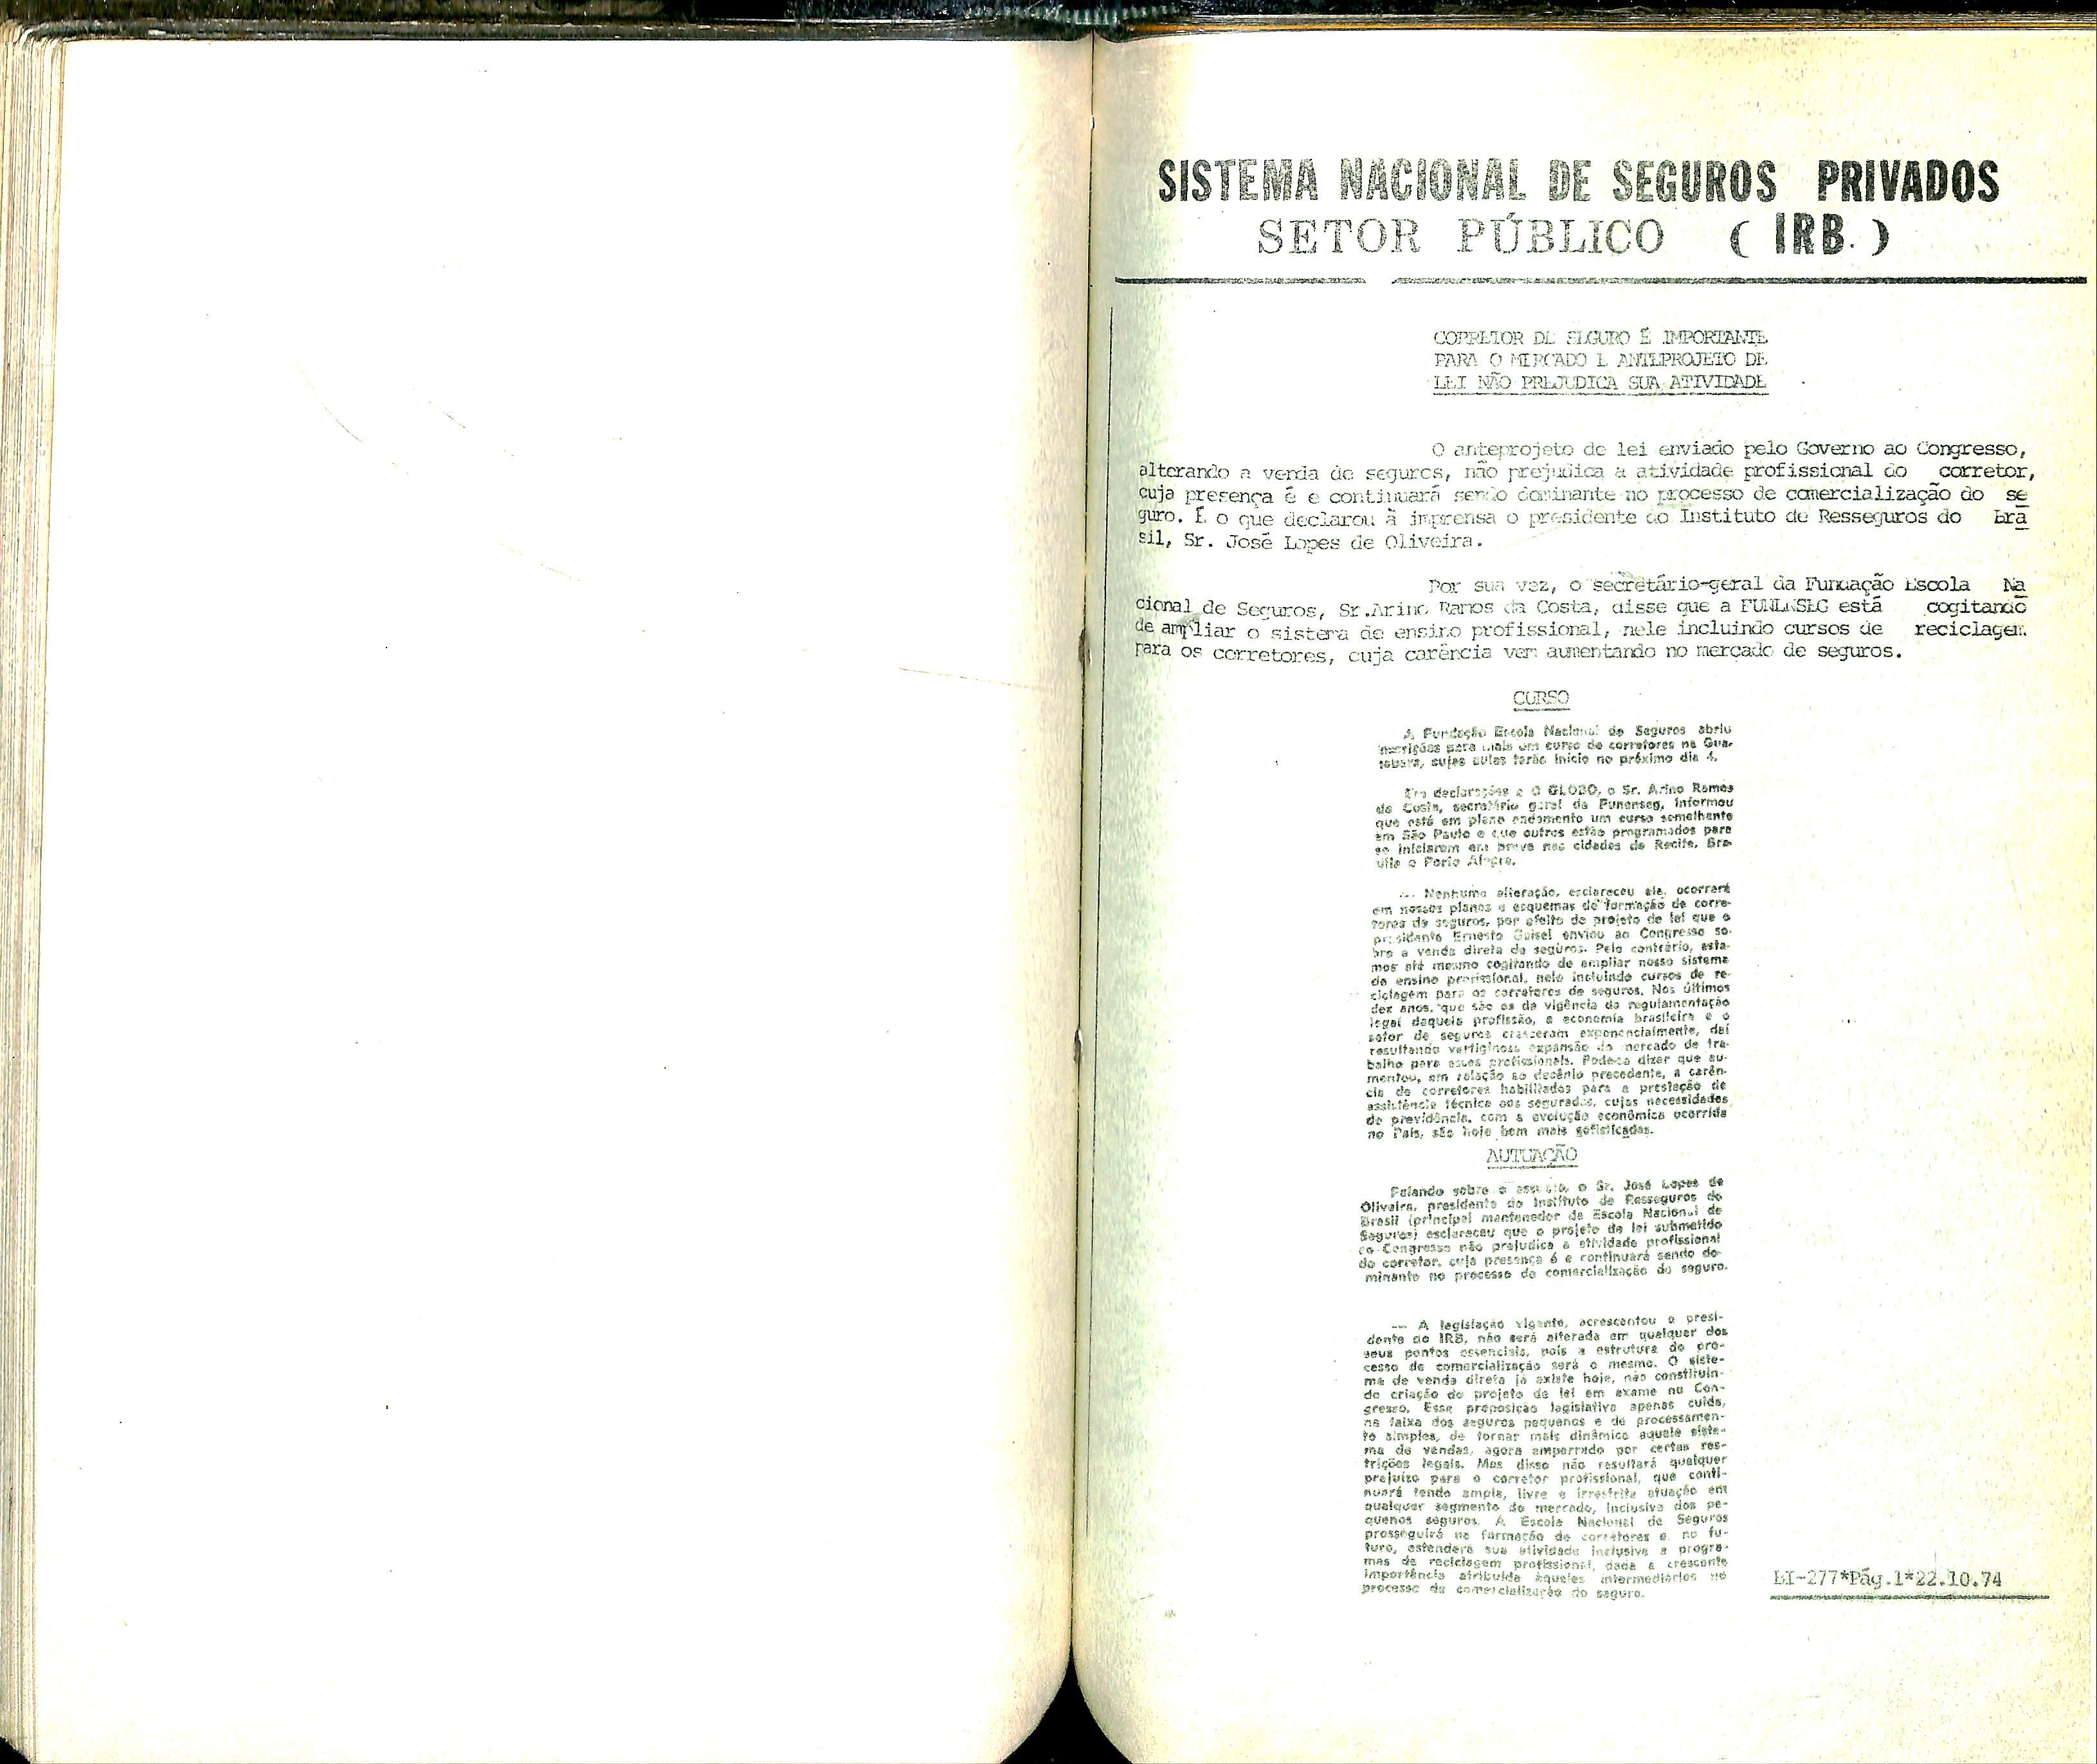 SISTEMA NACIONAL DE SEGUROS PRIVADOS
SETOR PÚBLICO ( IRB. )
CORRETOR DE SEGURO É IMPORTANTE
PARA O MERCADO E ANTEPROJETO DE
LEI NÃO PREJUDICA SUA ATIVIDADE
O anteprojeto de lei enviado pelo Governo ao Congresso,
alterando a venda de seguros, não prejudica a atividade profissional do corretor,
cuja presença é e continuará sendo dominante no processo de comercialização do se
guro. É o que declarou à imprensa o presidente do Instituto de Resseguros do Bra
sil, Sr. José Lopes de Oliveira.
Por sua vez, o secretário-geral da Fundação Escola Na
cional de Seguros, Sr.Arino Ramos da Costa, disse que a FUNENSEG está cogitando
de ampliar o sistema de ensino profissional, nele incluindo cursos de reciclagem
para os corretores, cuja carência vem aumentando no mercado de seguros.
CURSO
A Fundação Escola Nacional de Seguros abriu
inscrições para mais um curso de corretores na Gua-
nabara, cujas aulas terão início no próximo dia 4.
Em declarações a O GLOBO, o Sr. Arino Ramos
da Costa, secretário geral da Funenseg, informou
que está em pleno andamento um curso semelhante
em São Paulo e que outros estão programados para
se iniciarem em breve nas cidades de Recife, Bra-
sília e Porto Alegre.
— Nenhuma alteração, esclareceu ele, ocorrerá
em nossos planos e esquemas de formação de corre-
tores de seguros, por efeito do projeto de lei que o
presidente Ernesto Geisel enviou ao Congresso so-
bre a venda direta de seguros. Pelo contrário, esta-
mos até mesmo cogitando de ampliar nosso sistema
de ensino profissional, nele incluindo cursos de re-
ciclagem para os corretores de seguros. Nos últimos
dez anos, que são os da vigência da regulamentação
legal daquela profissão, a economia brasileira e o
setor de seguros cresceram exponencialmente, daí
resultando vertiginosa expansão do mercado de tra-
balho para esses profissionais. Pode-se dizer que au-
mentou, em relação ao decênio precedente, a carên-
cia de corretores habilitados para a prestação de
assistência técnica aos segurados, cujas necessidades
de previdência, com a evolução econômica ocorrida
no País, são hoje bem mais sofisticadas.
AUTUAÇÃO
Falando sobre o assunto, o Sr. José Lopes de
Oliveira, presidente do Instituto de Resseguros do
Brasil (principal mantenedor da Escola Nacional de
Seguros) esclareceu que o projeto de lei submetido
ao Congresso não prejudica a atividade profissional
do corretor, cuja presença é e continuará sendo do-
minante no processo de comercialização do seguro.
— A legislação vigente, acrescentou o presi-
dente do IRB, não será alterada em qualquer dos
seus pontos essenciais, pois a estrutura do pro-
cesso de comercialização será o mesmo. O siste-
ma de venda direta já existe hoje, não constituin-
do criação do projeto de lei em exame no Con-
gresso. Essa proposição legislativa apenas cuida,
na faixa dos seguros pequenos e de processamen-
to simples, de tornar mais dinâmico aquele siste-
ma de vendas, agora emperrado por certas res-
trições legais. Mas disso não resultará qualquer
prejuízo para o corretor profissional, que conti-
nuará tendo ampla, livre e irrestrita atuação em
qualquer segmento do mercado, inclusive dos pe-
quenos seguros. A Escola Nacional de Seguros
prosseguirá na formação de corretores e, no fu-
turo, estenderá sua atividade inclusive a progra-
mas de reciclagem profissional, dada a crescente
importância atribuída àqueles intermediários no
processo de comercialização do seguro.
BI-277*Pág.1*22.10.74